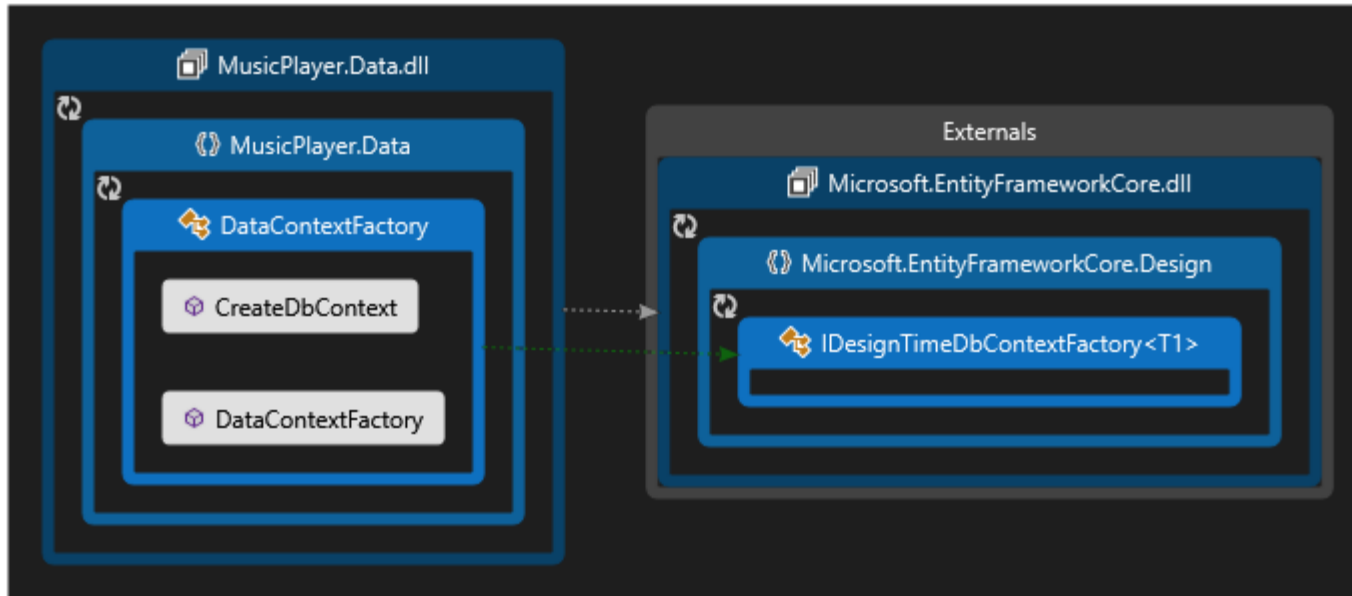 MusicPlayer.Data.dll
MusicPlayer.Data
DataContextFactory
CreateDbContext
DataContextFactory
Externals
Microsoft.EntityFrameworkCore.dll
Microsoft.EntityFrameworkCore.Design
IDesignTimeDbContextFactory<T1>